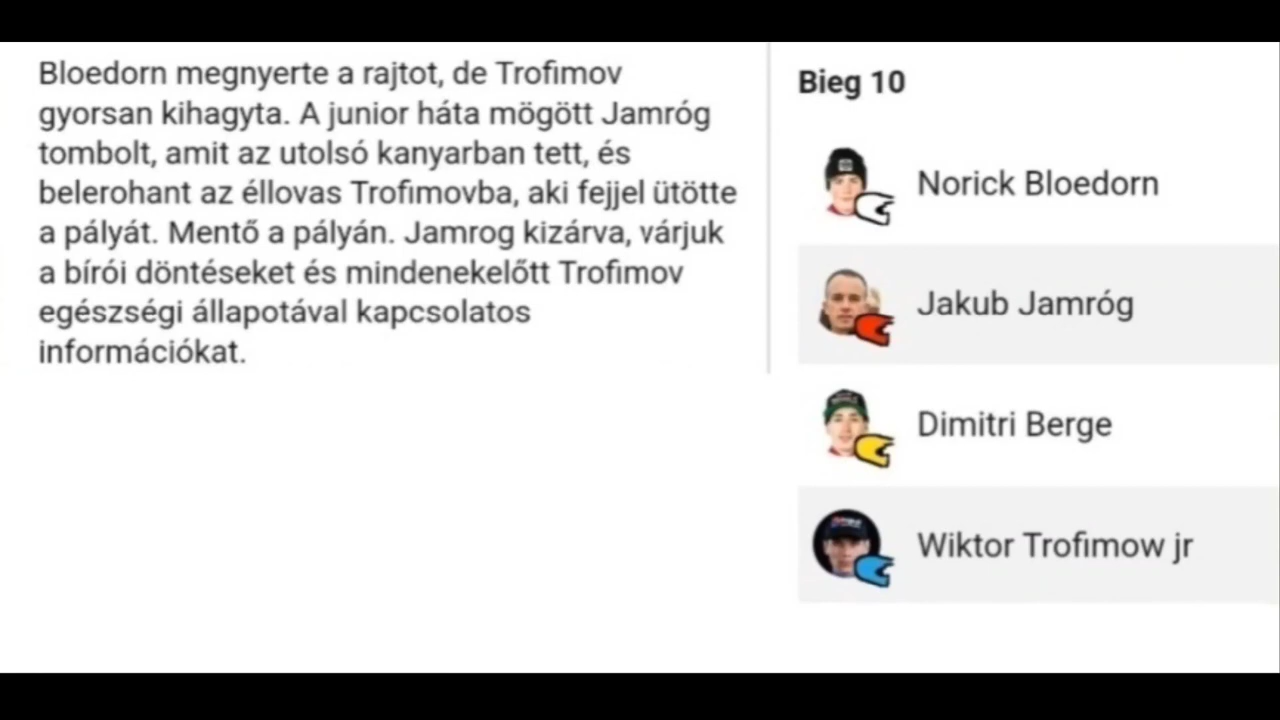 Bloedorn megnyerte a rajtot, de Trofimov
gyorsan kihagyta. A junior háta mögött Jamróg
tombolt, amit az utolsó kanyarban tett, és
belerohant az éllovas Trofimovba, aki fejjel ütötte
a pályát. Mentő a pályán. Jamrog kizárva, várjuk
a bírói döntéseket és mindenekelőtt Trofimov
egészségi állapotával kapcsolatos
információkat.
Bieg 10
Norick Bloedorn
Jakub Jamróg
Dimitri Berge
Wiktor Trofimow jr